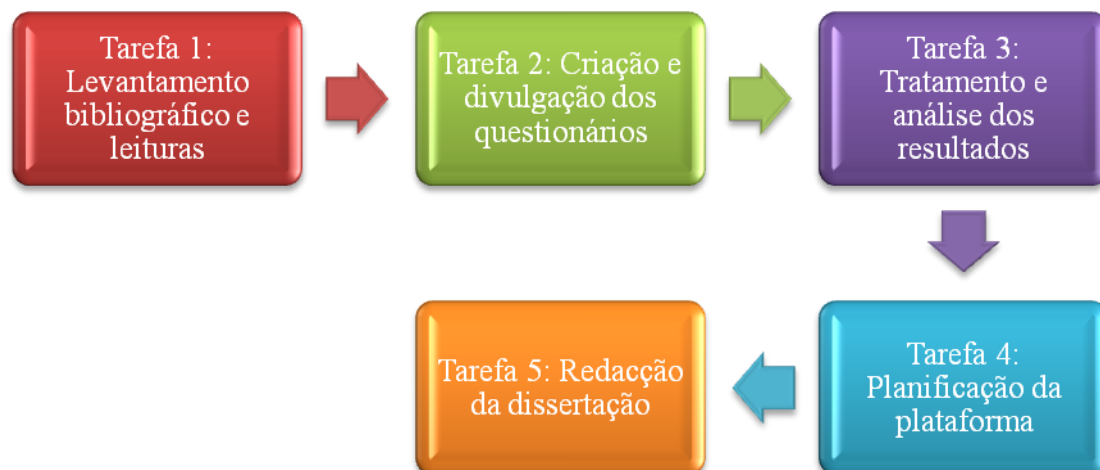 Tarefa 1:
Levantamento
bibliográfico e
leituras
Tarefa 2: Criação e
divulgação dos
questionários
Tarefa 3:
Tratamento e
análise dos
resultados
Tarefa 4:
Planificação da
plataforma
Tarefa 5: Redacção
da dissertação